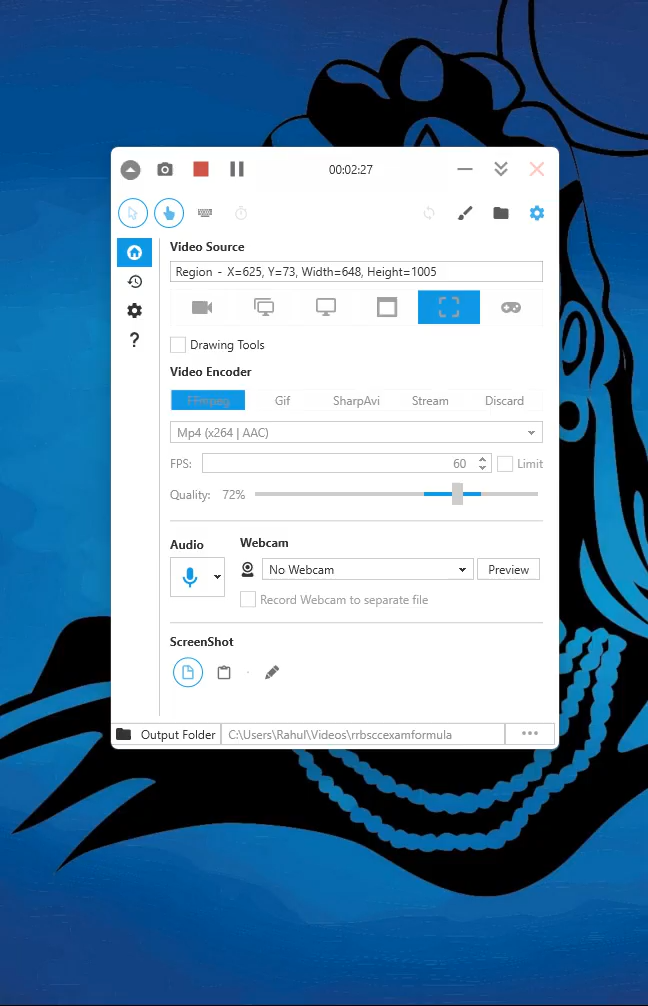 00:02:27
Video Source
Region - X=625, Y=73, Width=648, Height=1005
Drawing Tools
Video Encoder
FFmpeg Gif SharpAvi Stream Discard
Mp4 (x264 | AAC)
FPS: 60 Limit
Quality: 72%
Audio Webcam
No Webcam Preview
Record Webcam to separate file
ScreenShot
Output Folder C:\Users\Rahul\Videos\rrbsccexamformula